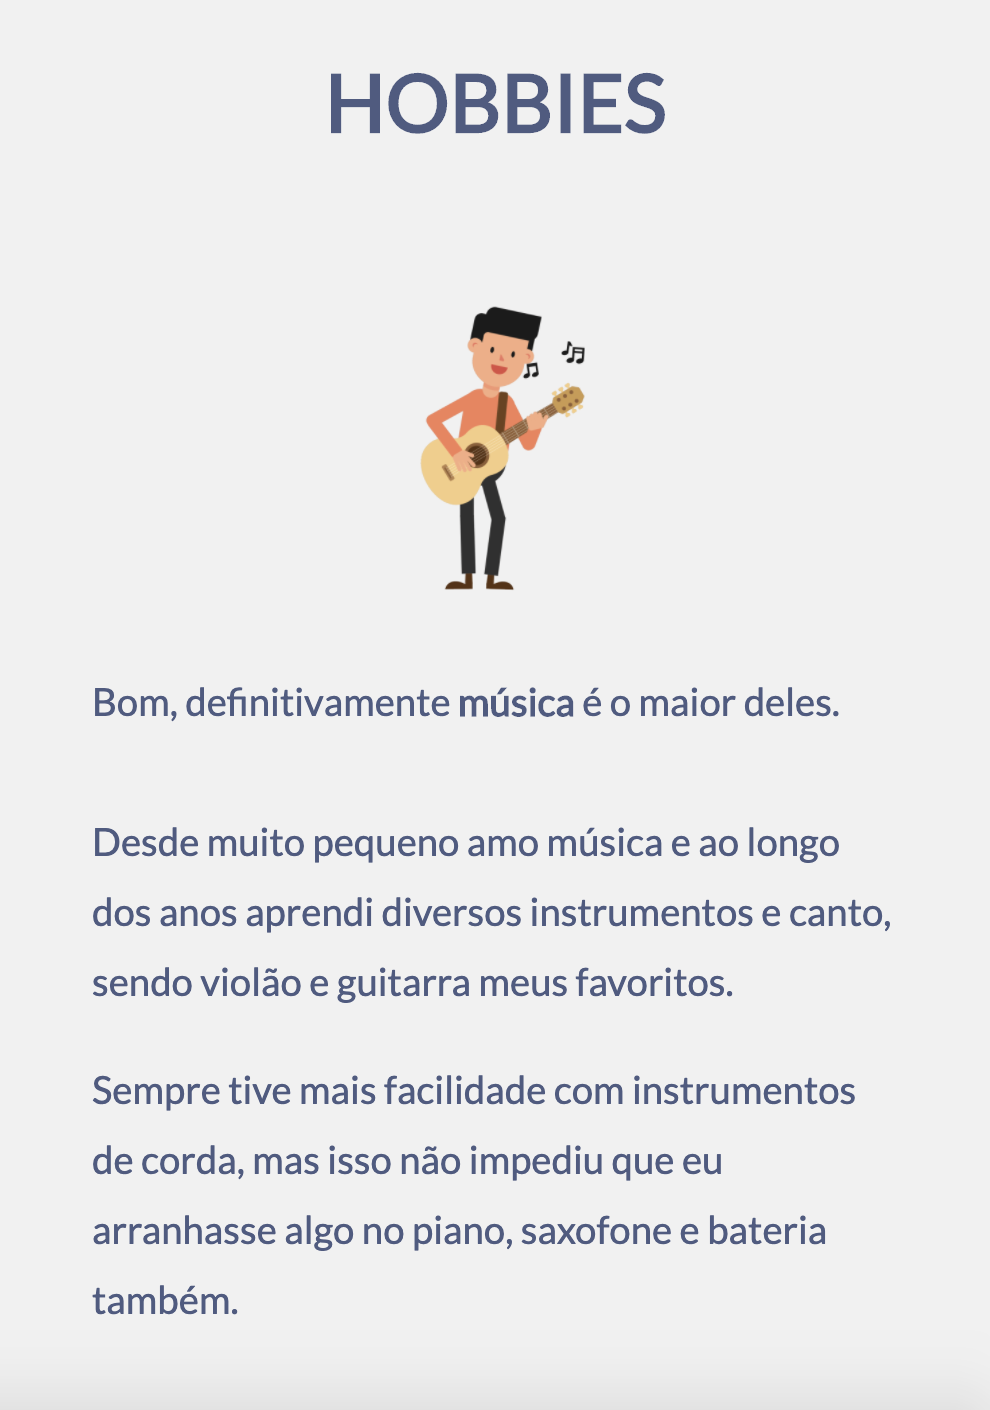 HOBBIES
Bom, definitivamente música é o maior deles.
Desde muito pequeno amo música e ao longo
dos anos aprendi diversos instrumentos e canto,
sendo violão e guitarra meus favoritos.
Sempre tive mais facilidade com instrumentos
de corda, mas isso não impediu que eu
arranhasse algo no piano, saxofone e bateria
também.